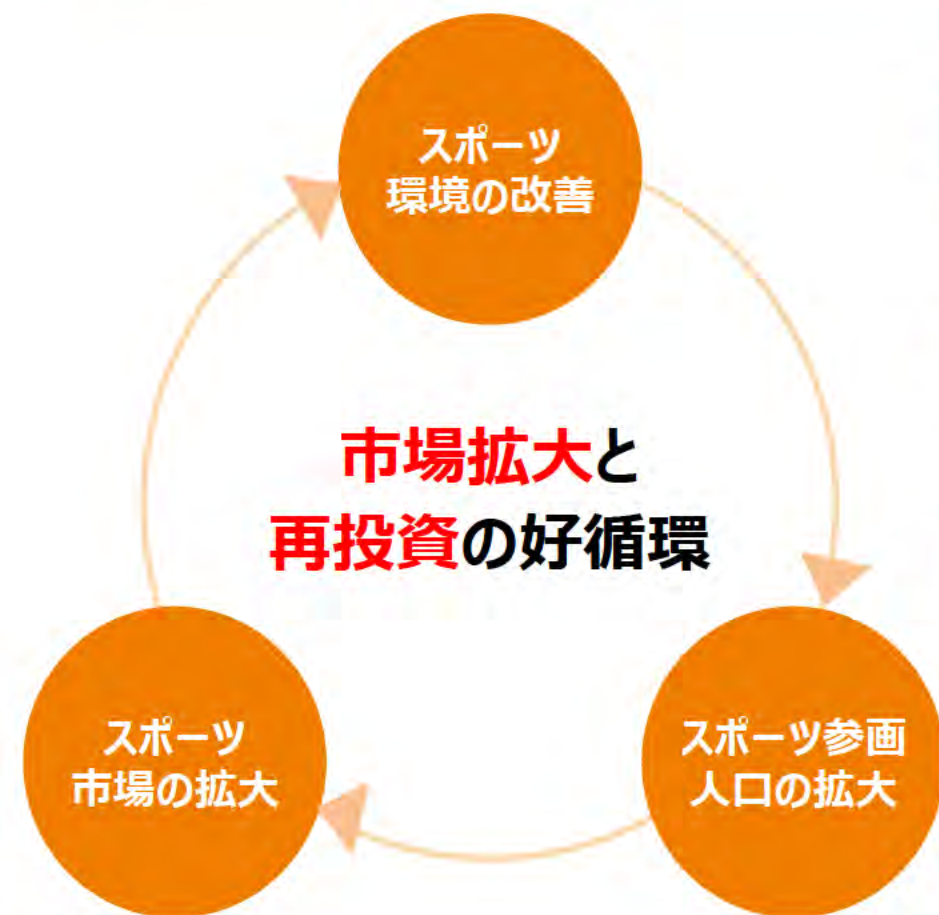 スポーツ
環境の改善
市場拡大と
再投資の好循環
スポーツ
市場の拡大
スポーツ参画
人口の拡大